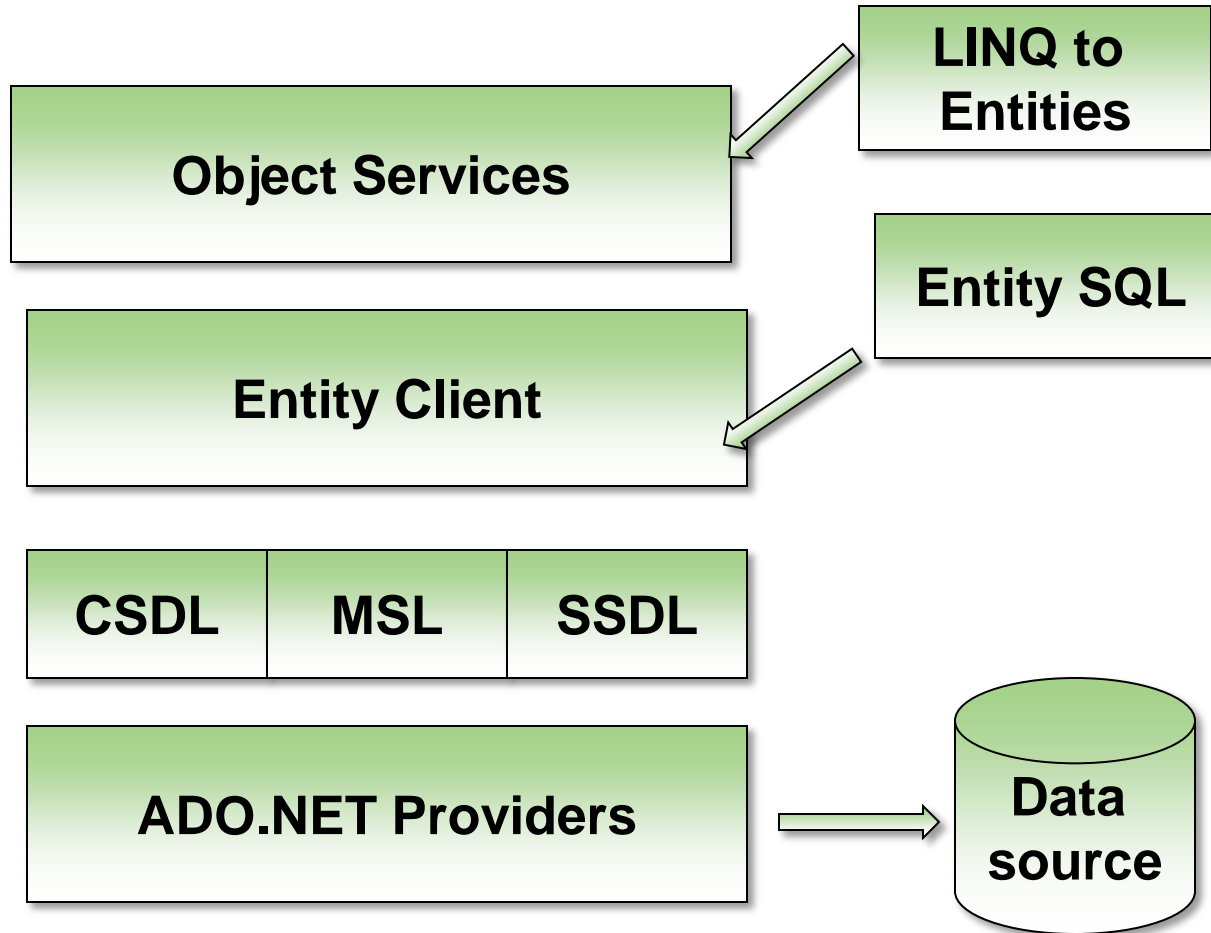 LINQ to
Entities
Object Services
Entity SQL
Entity Client
CSDL
MSL
SSDL
ADO.NET Providers
Data
source